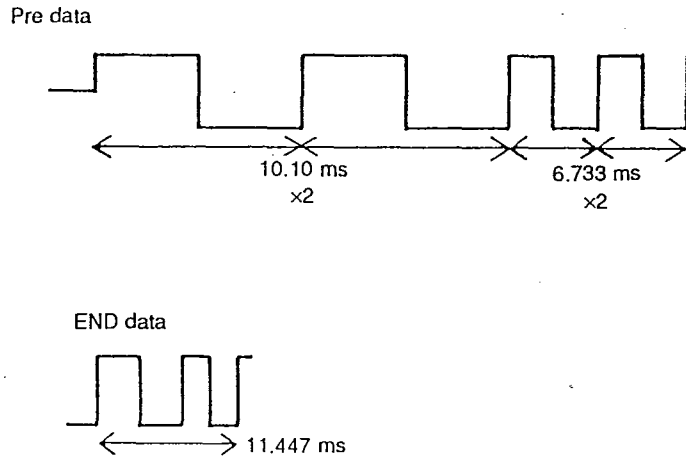 Pre data
10.10 ms
×2
6.733 ms
×2
END data
11.447 ms